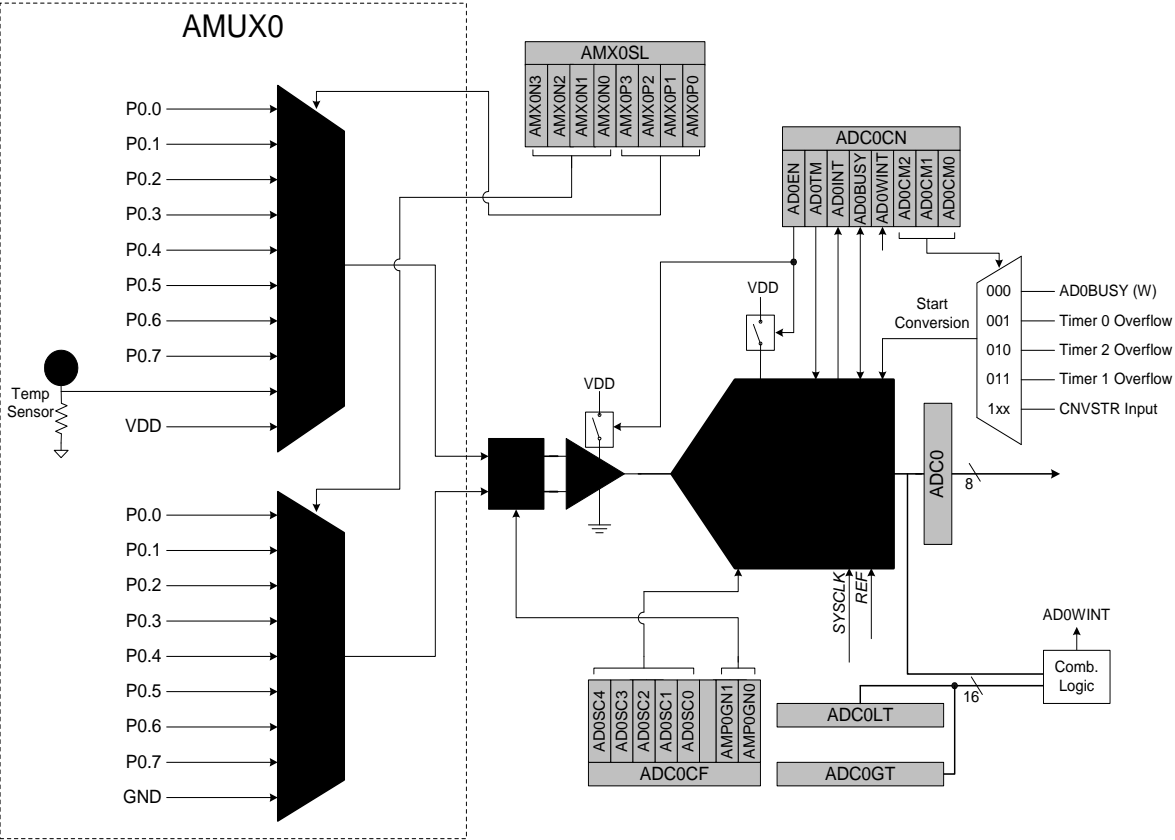 AMUX0
P0.0
P0.1
P0.2
P0.3
P0.4
P0.5
P0.6
P0.7
Temp
Sensor
VDD
P0.0
P0.1
P0.2
P0.3
P0.4
P0.5
P0.6
P0.7
GND
AMX0SL
AMX0N3
AMX0N2
AMX0N1
AMX0N0
AMX0P3
AMX0P2
AMX0P1
AMX0P0
ADC0CN
AD0EN
AD0TM
AD0INT
AD0BUSY
AD0WINT
AD0CM2
AD0CM1
AD0CM0
VDD
VDD
Start
Conversion
000
AD0BUSY (W)
001
Timer 0 Overflow
010
Timer 2 Overflow
011
Timer 1 Overflow
1xx
CNVSTR Input
ADC0
8
SYSCLK
REF
AD0WINT
Comb.
Logic
16
AD0SC4
AD0SC3
AD0SC2
AD0SC1
AD0SC0
AMP0GN1
AMP0GN0
ADC0CF
ADC0LT
ADC0GT